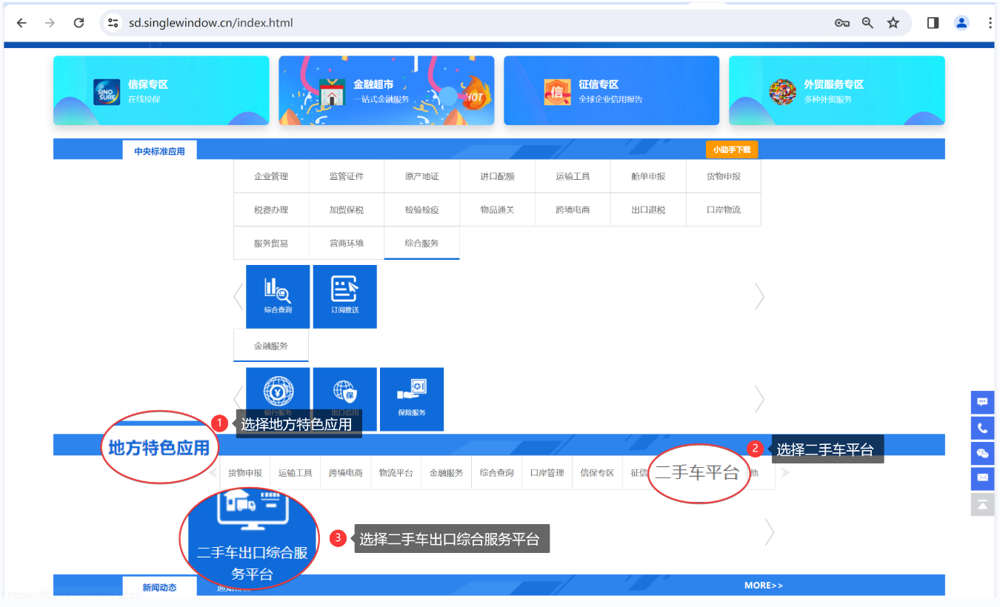 sd.singlewindow.cn/index.html
SINO SURE
信保专区
在线投保
金融超市
一站式金融服务
HOT
信
征信专区
全球企业信用报告
外贸服务专区
多种外贸服务
中央标准应用
小助手下载
企业管理 监管证件 原产地证 进口配额 运输工具 舱单申报 货物申报
税费办理 加贸保税 检验检疫 物品通关 跨境电商 出口退税 口岸物流
服务贸易 营商环境 综合服务
综合查询 订阅推送
金融服务
银行服务 出口信用 保险服务
1 选择地方特色应用
地方特色应用
2 选择二手车平台
货物申报 运输工具 跨境电商 物流平台 金融服务 综合查询 口岸管理 信保专区 征信 二手车平台 他
二手车出口综合服
务平台
3 选择二手车出口综合服务平台
新闻动态
MORE>>